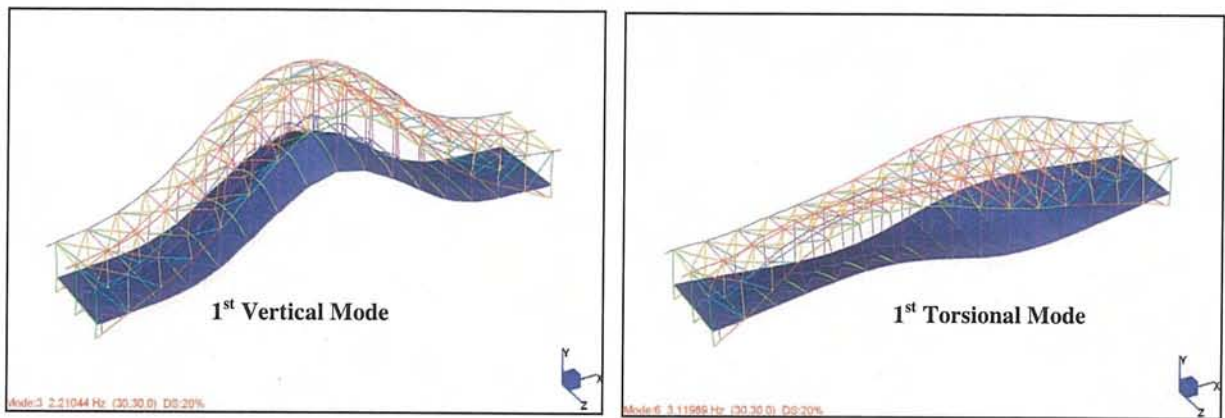 1st Vertical Mode
Y
X
Z
Mode:3 2.21044 Hz (30,30,0) DS:20%
1st Torsional Mode
Y
X
Z
Mode:6 3.11969 Hz (30,30,0) DS:20%